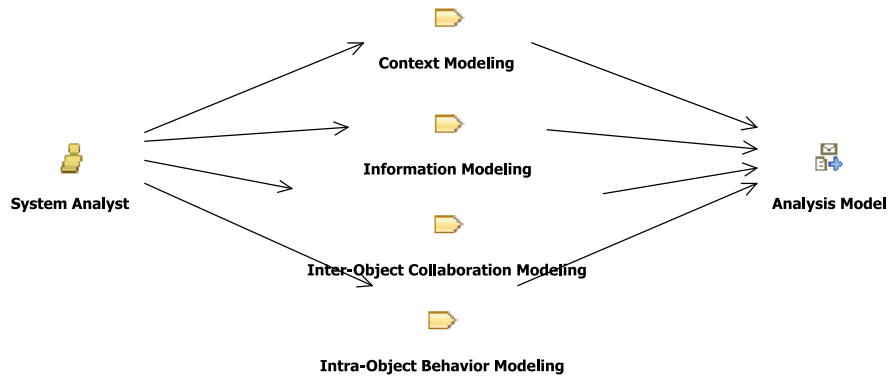 Context Modeling
Information Modeling
System Analyst
Analysis Model
Inter-Object Collaboration Modeling
Intra-Object Behavior Modeling